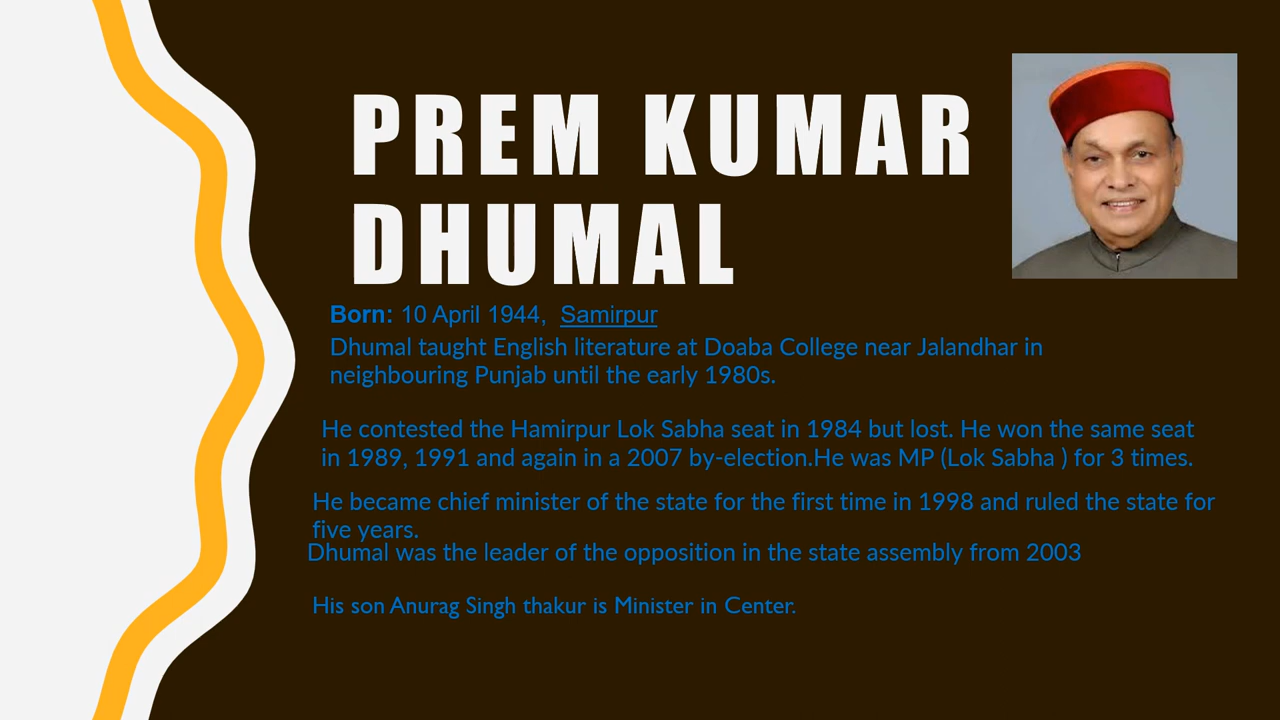 PREM KUMAR
DHUMAL
Born: 10 April 1944, Samirpur
Dhumal taught English literature at Doaba College near Jalandhar in
neighbouring Punjab until the early 1980s.
He contested the Hamirpur Lok Sabha seat in 1984 but lost. He won the same seat
in 1989, 1991 and again in a 2007 by-election.He was MP (Lok Sabha ) for 3 times.
He became chief minister of the state for the first time in 1998 and ruled the state for
five years.
Dhumal was the leader of the opposition in the state assembly from 2003
His son Anurag Singh thakur is Minister in Center.